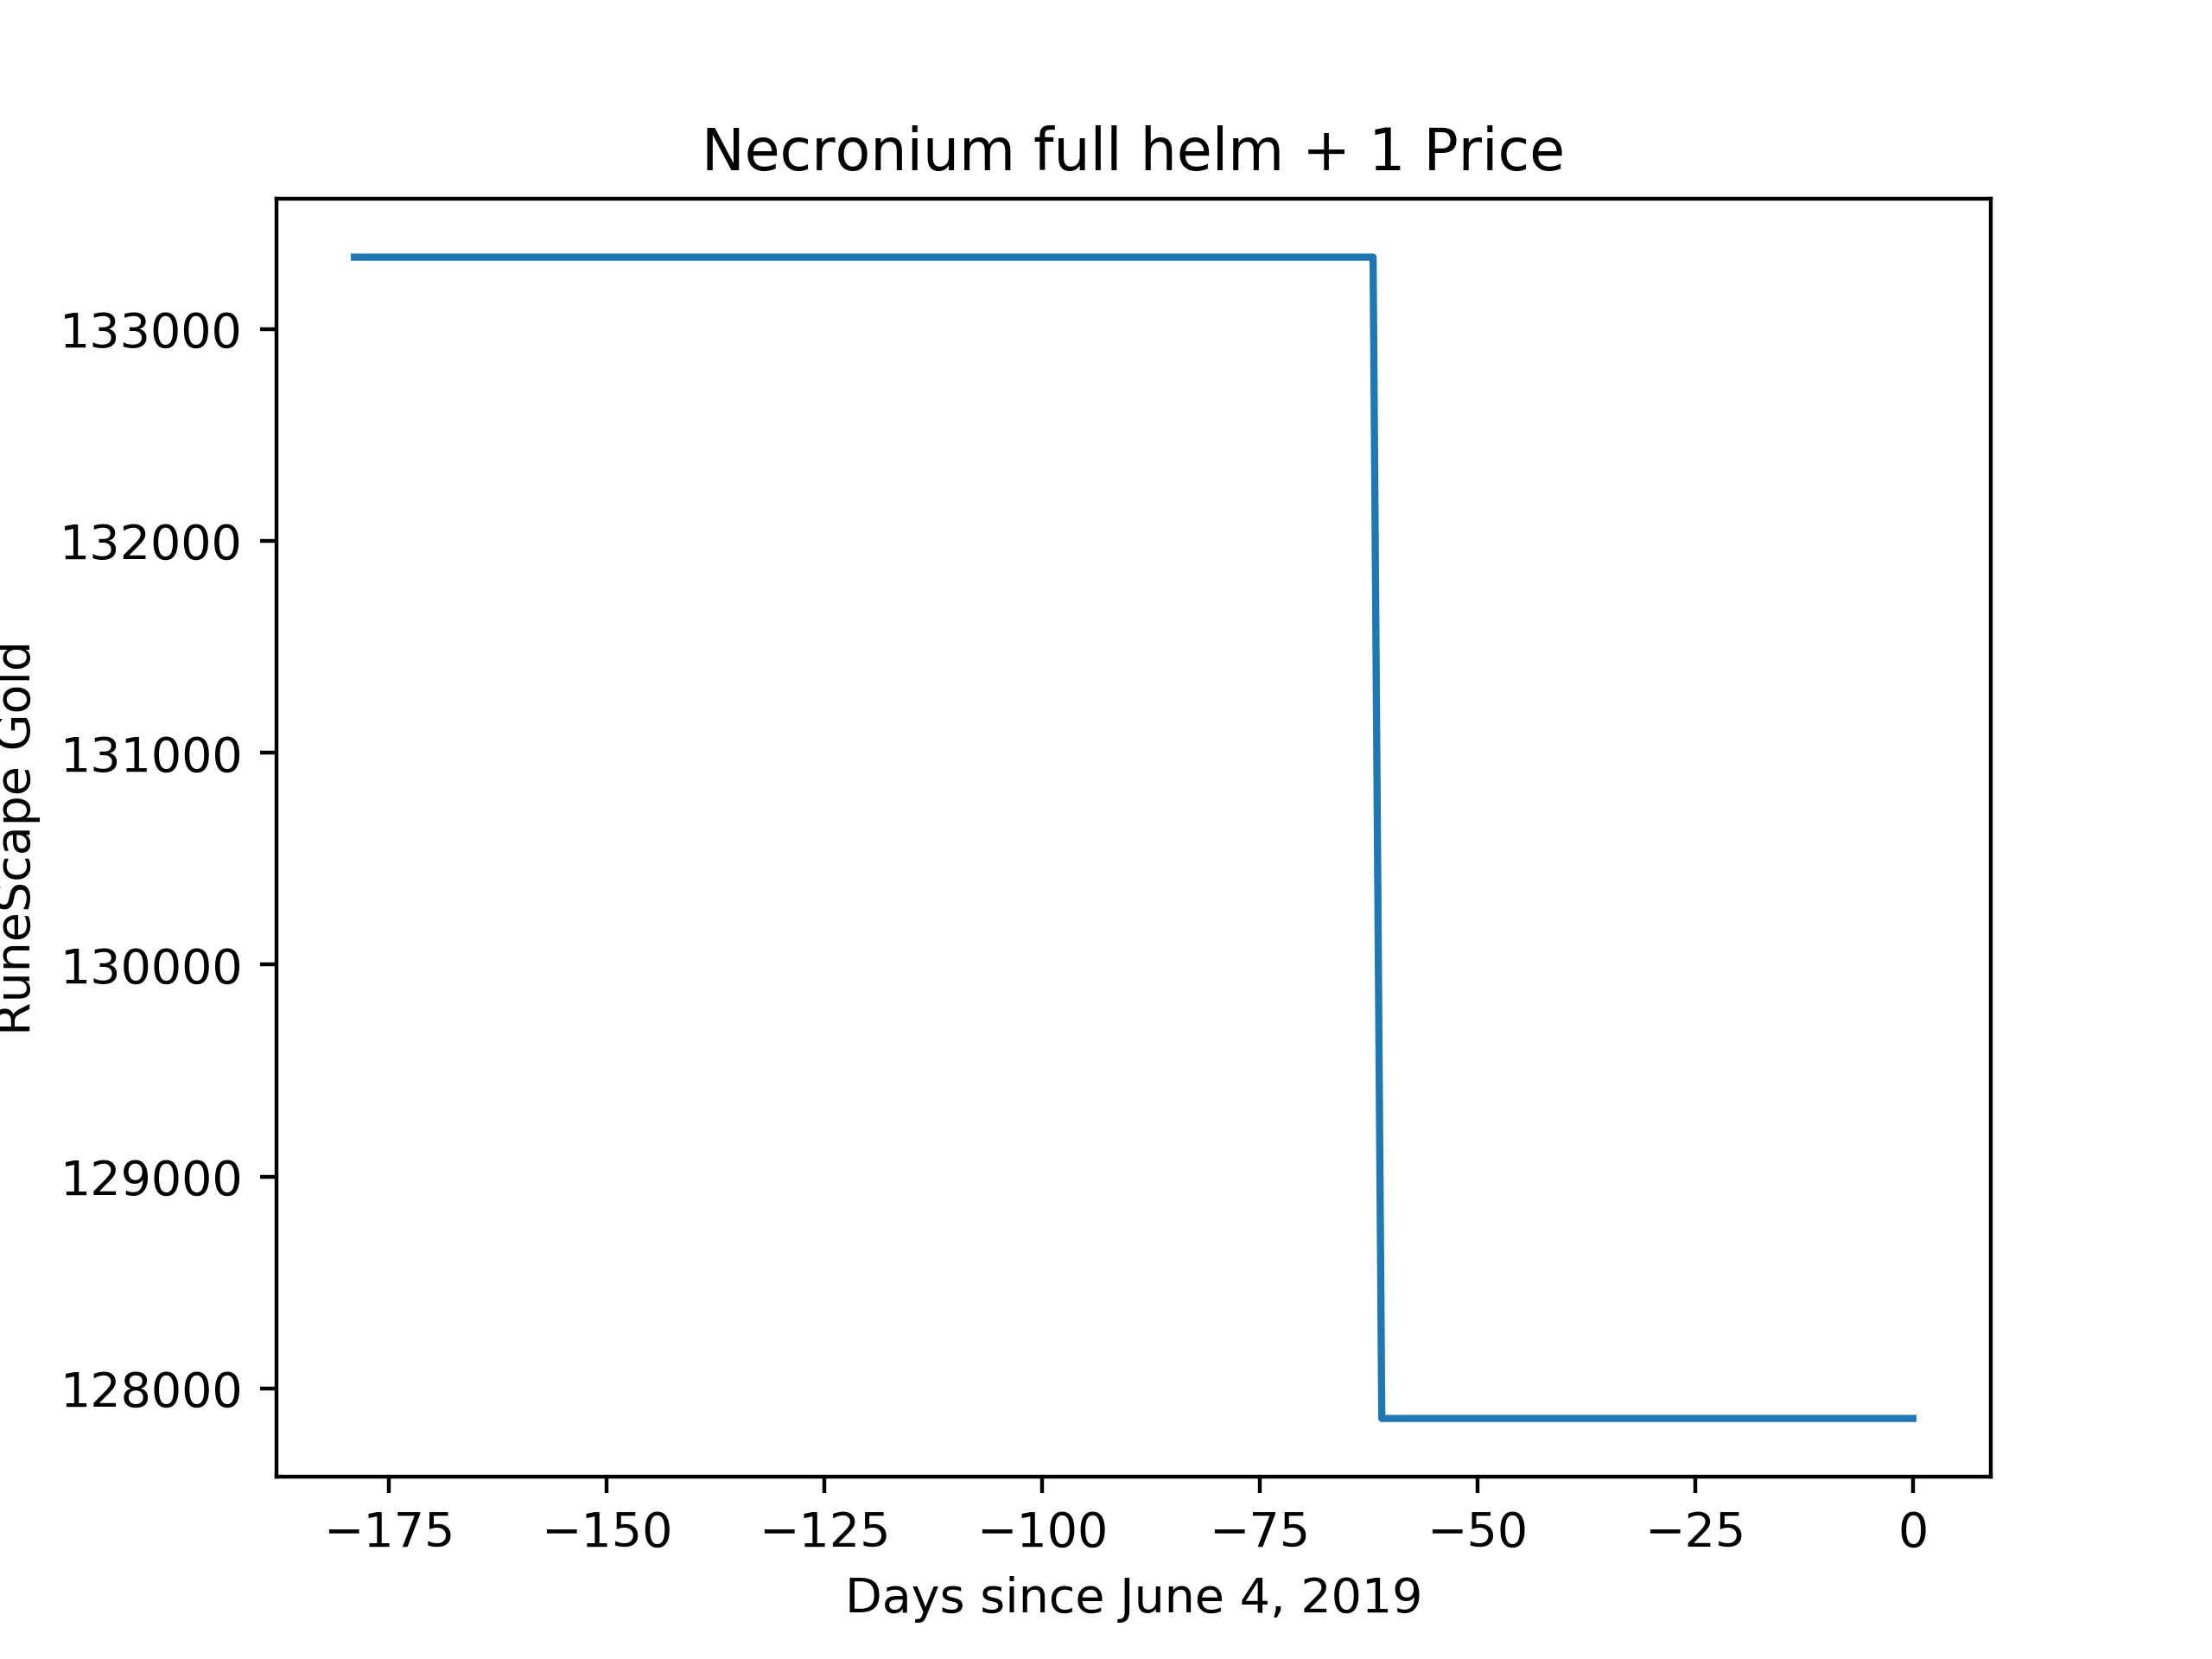 Necronium full helm + 1 Price
133000
132000
131000
130000
129000
128000
RuneScape Gold
−175 −150 −125 −100 −75 −50 −25 0
Days since June 4, 2019